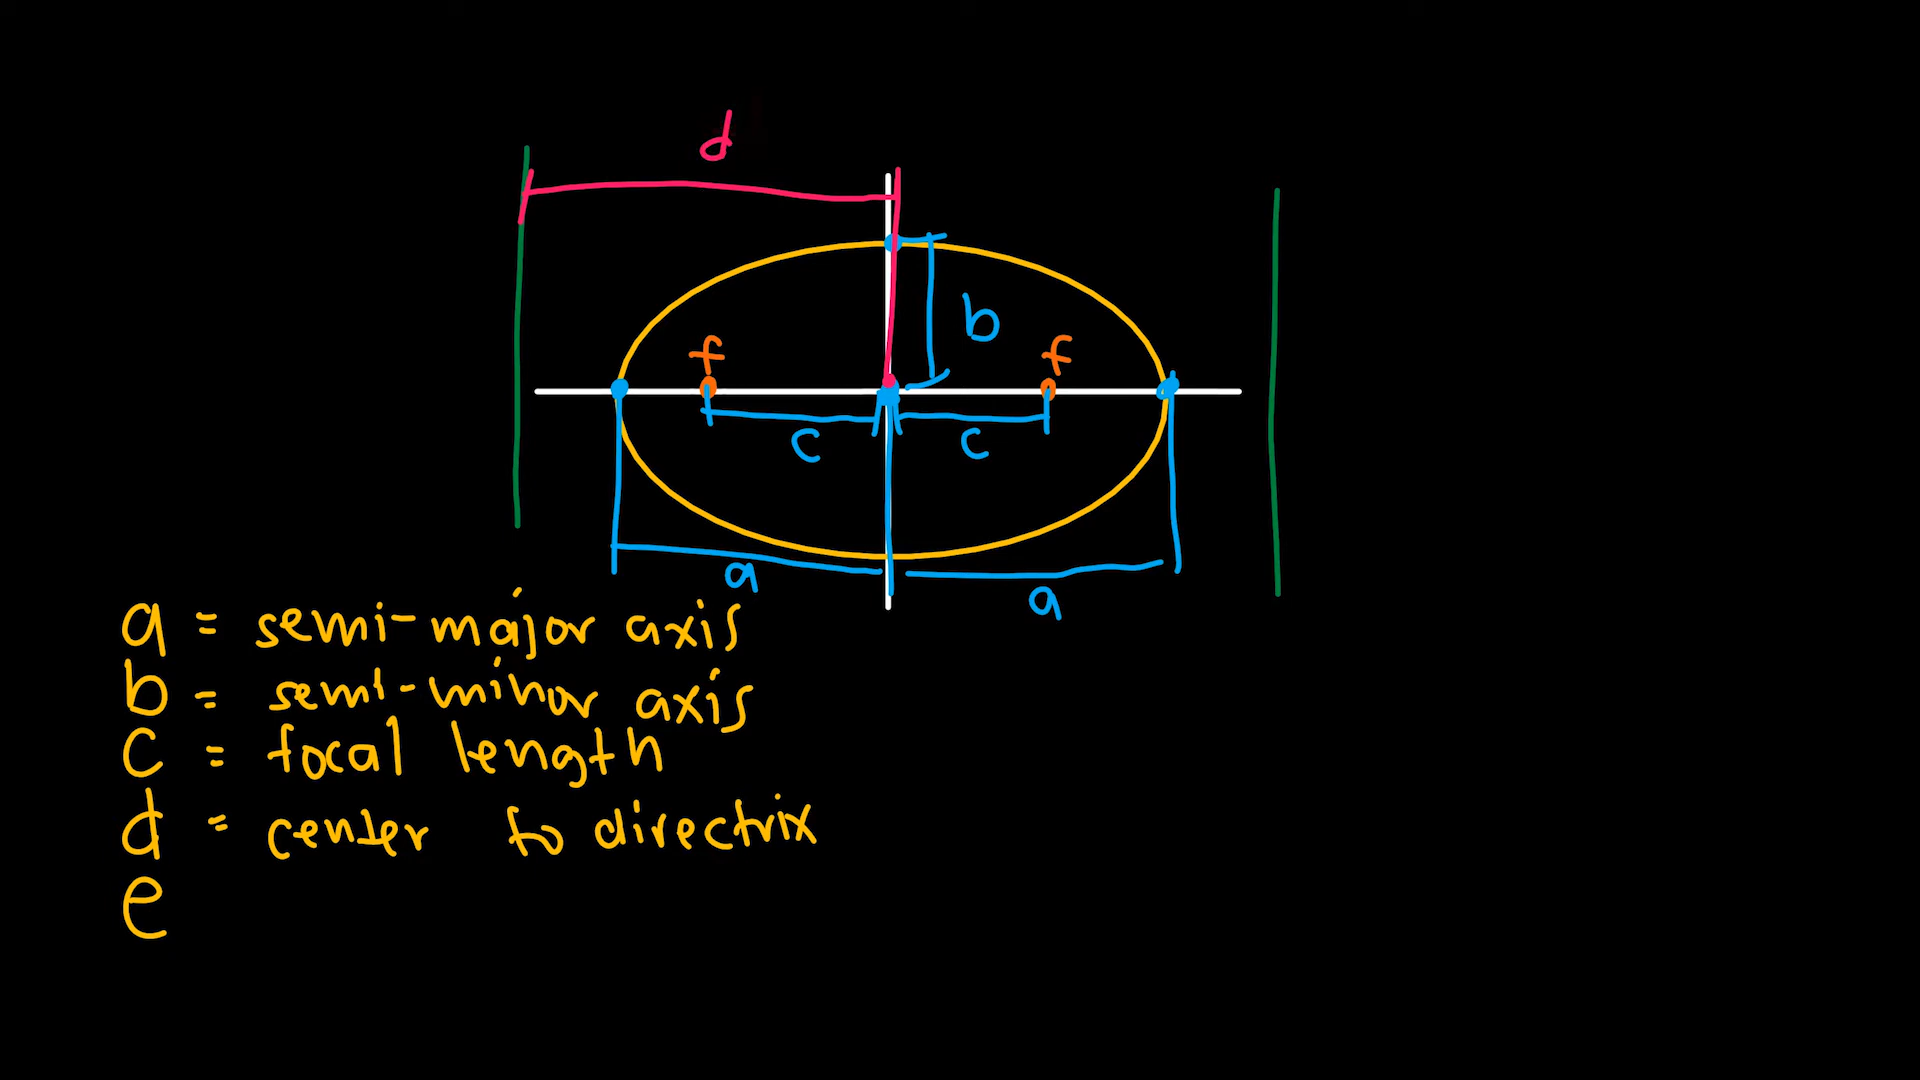 d
b
f f
c c
a
a
a = semi-major axis
b = semi-minor axis
c = focal length
d = center to directrix
e